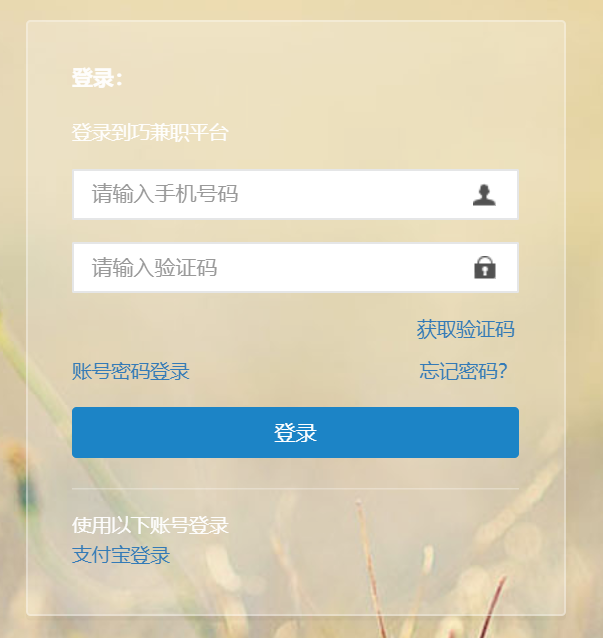 登录：
登录到巧兼职平台
请输入手机号码
请输入验证码
获取验证码
账号密码登录 忘记密码？
登录
使用以下账号登录
支付宝登录